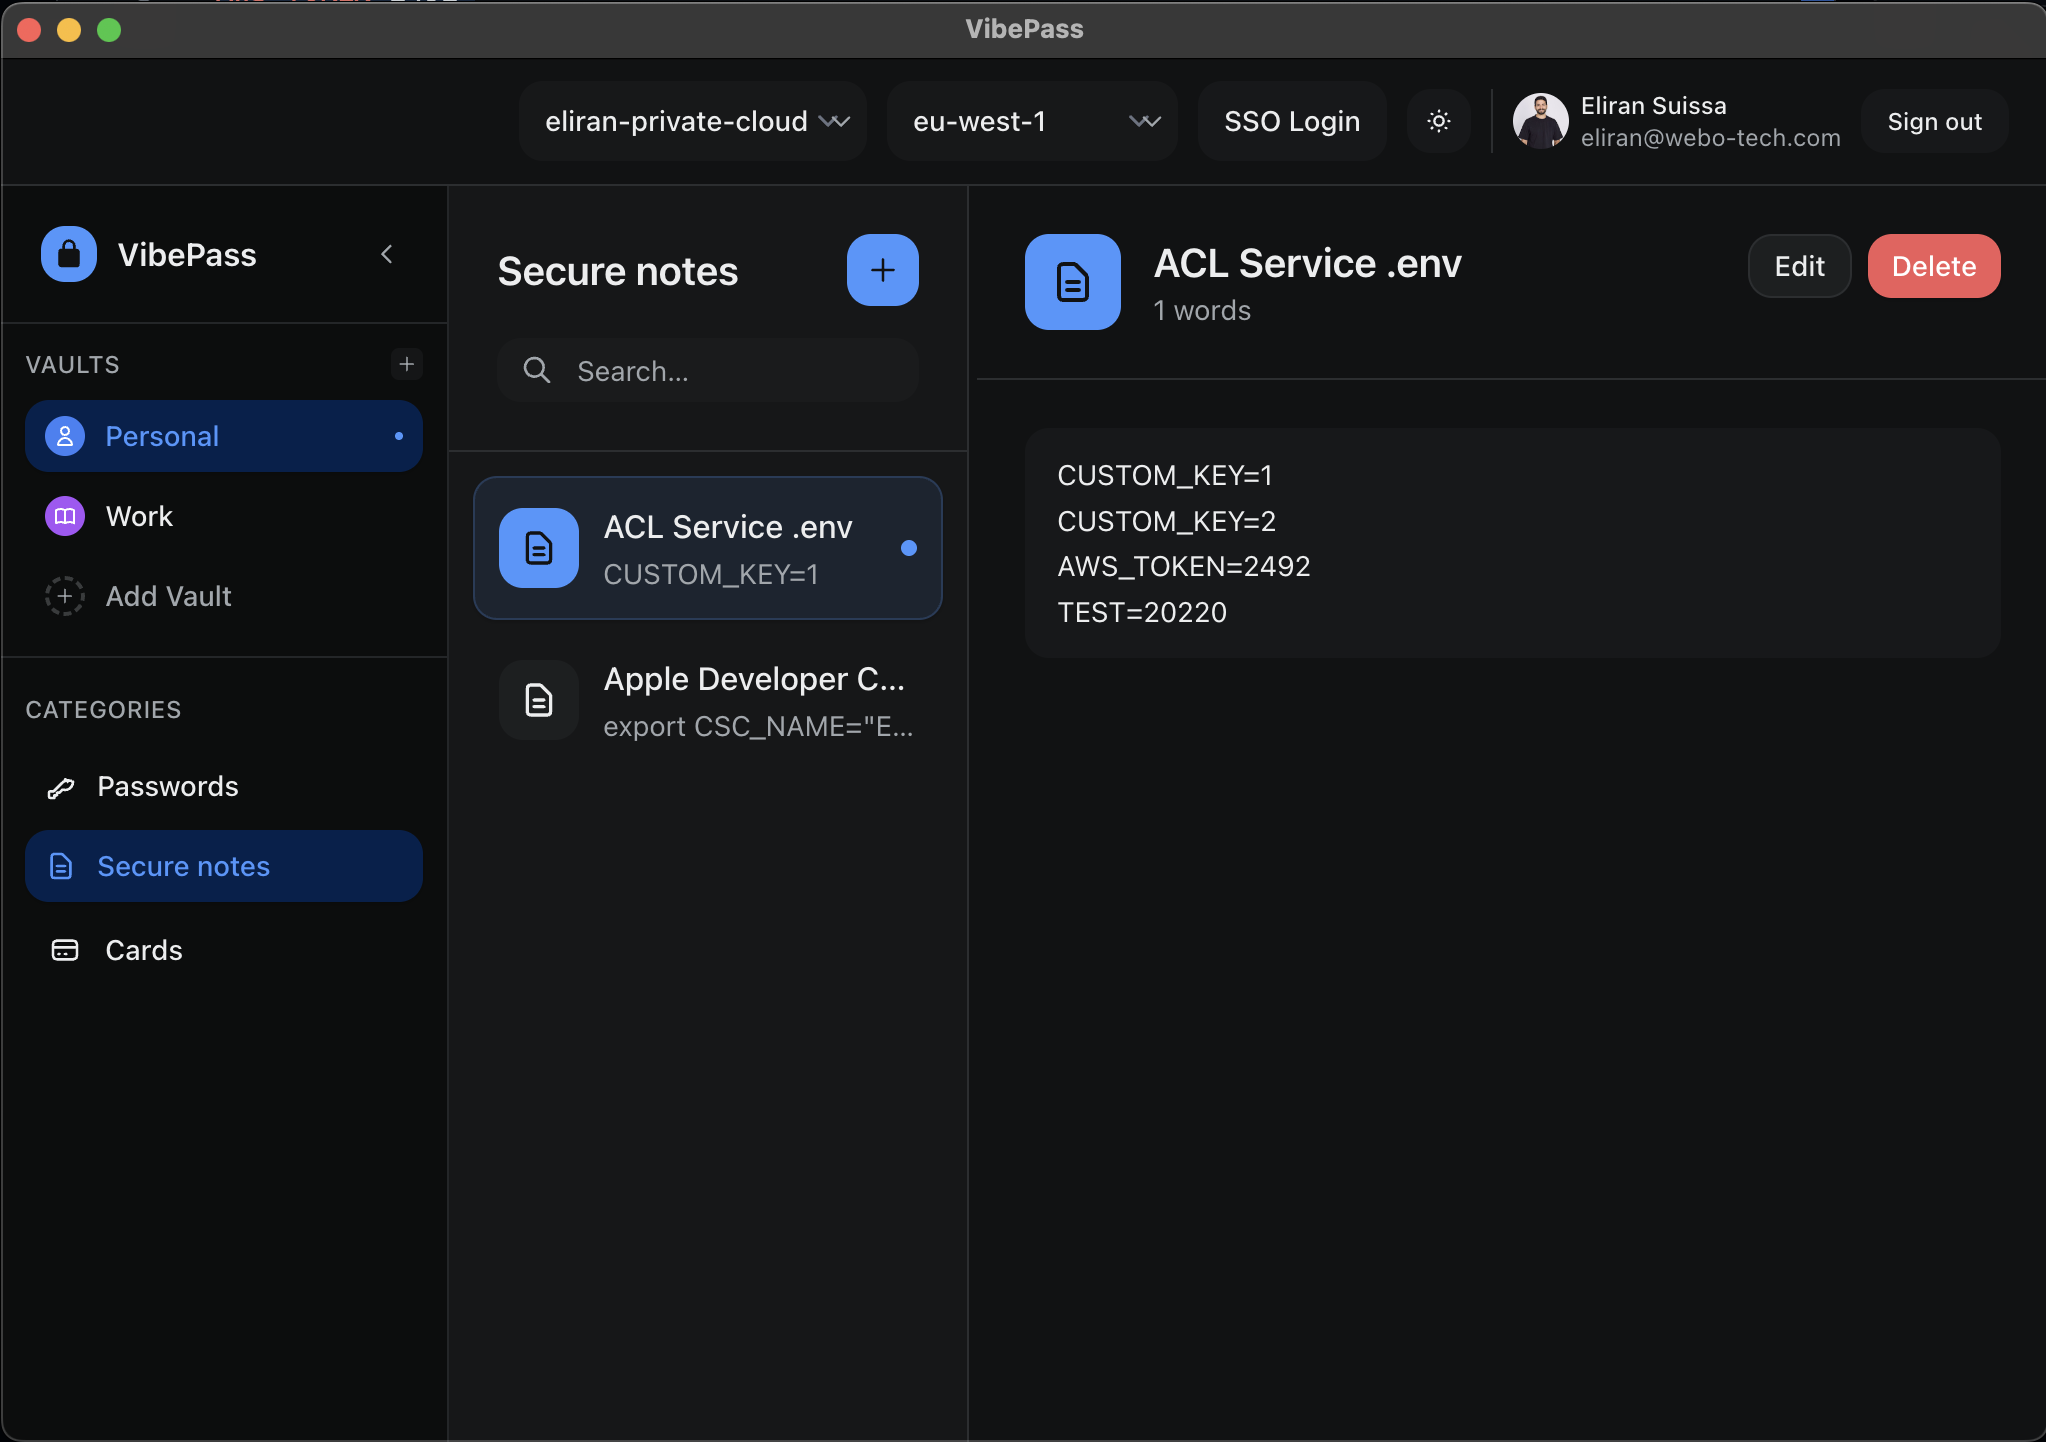 VibePass
eliran-private-cloud
eu-west-1
SSO Login
Eliran Suissa
eliran@webo-tech.com
Sign out
VibePass
VAULTS
Personal
Work
Add Vault
CATEGORIES
Passwords
Secure notes
Cards
Secure notes
Search...
ACL Service .env
CUSTOM_KEY=1
Apple Developer C...
export CSC_NAME="E...
ACL Service .env
1 words
Edit
Delete
CUSTOM_KEY=1
CUSTOM_KEY=2
AWS_TOKEN=2492
TEST=20220